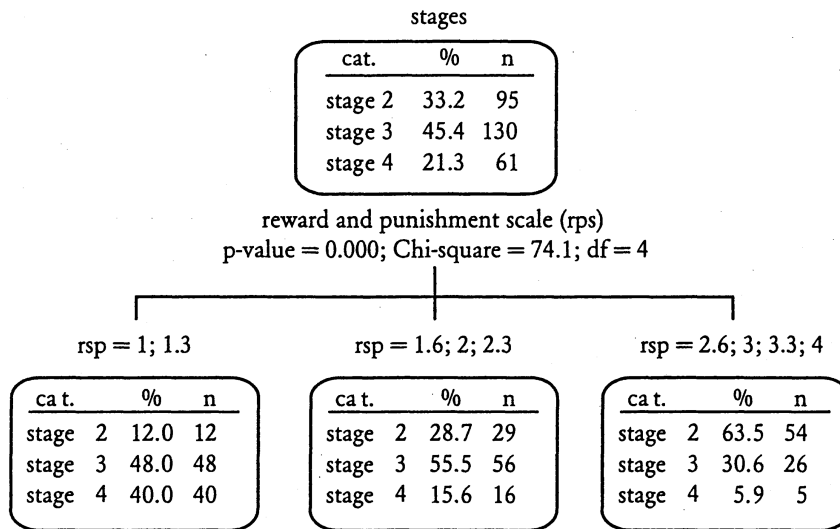 stages
cat. % n
stage 2 33.2 95
stage 3 45.4 130
stage 4 21.3 61
reward and punishment scale (rps)
p-value = 0.000; Chi-square = 74.1; df = 4
rsp = 1; 1.3
ca t. % n
stage 2 12.0 12
stage 3 48.0 48
stage 4 40.0 40
rsp = 1.6; 2; 2.3
ca t. % n
stage 2 28.7 29
stage 3 55.5 56
stage 4 15.6 16
rsp = 2.6; 3; 3.3; 4
ca t. % n
stage 2 63.5 54
stage 3 30.6 26
stage 4 5.9 5